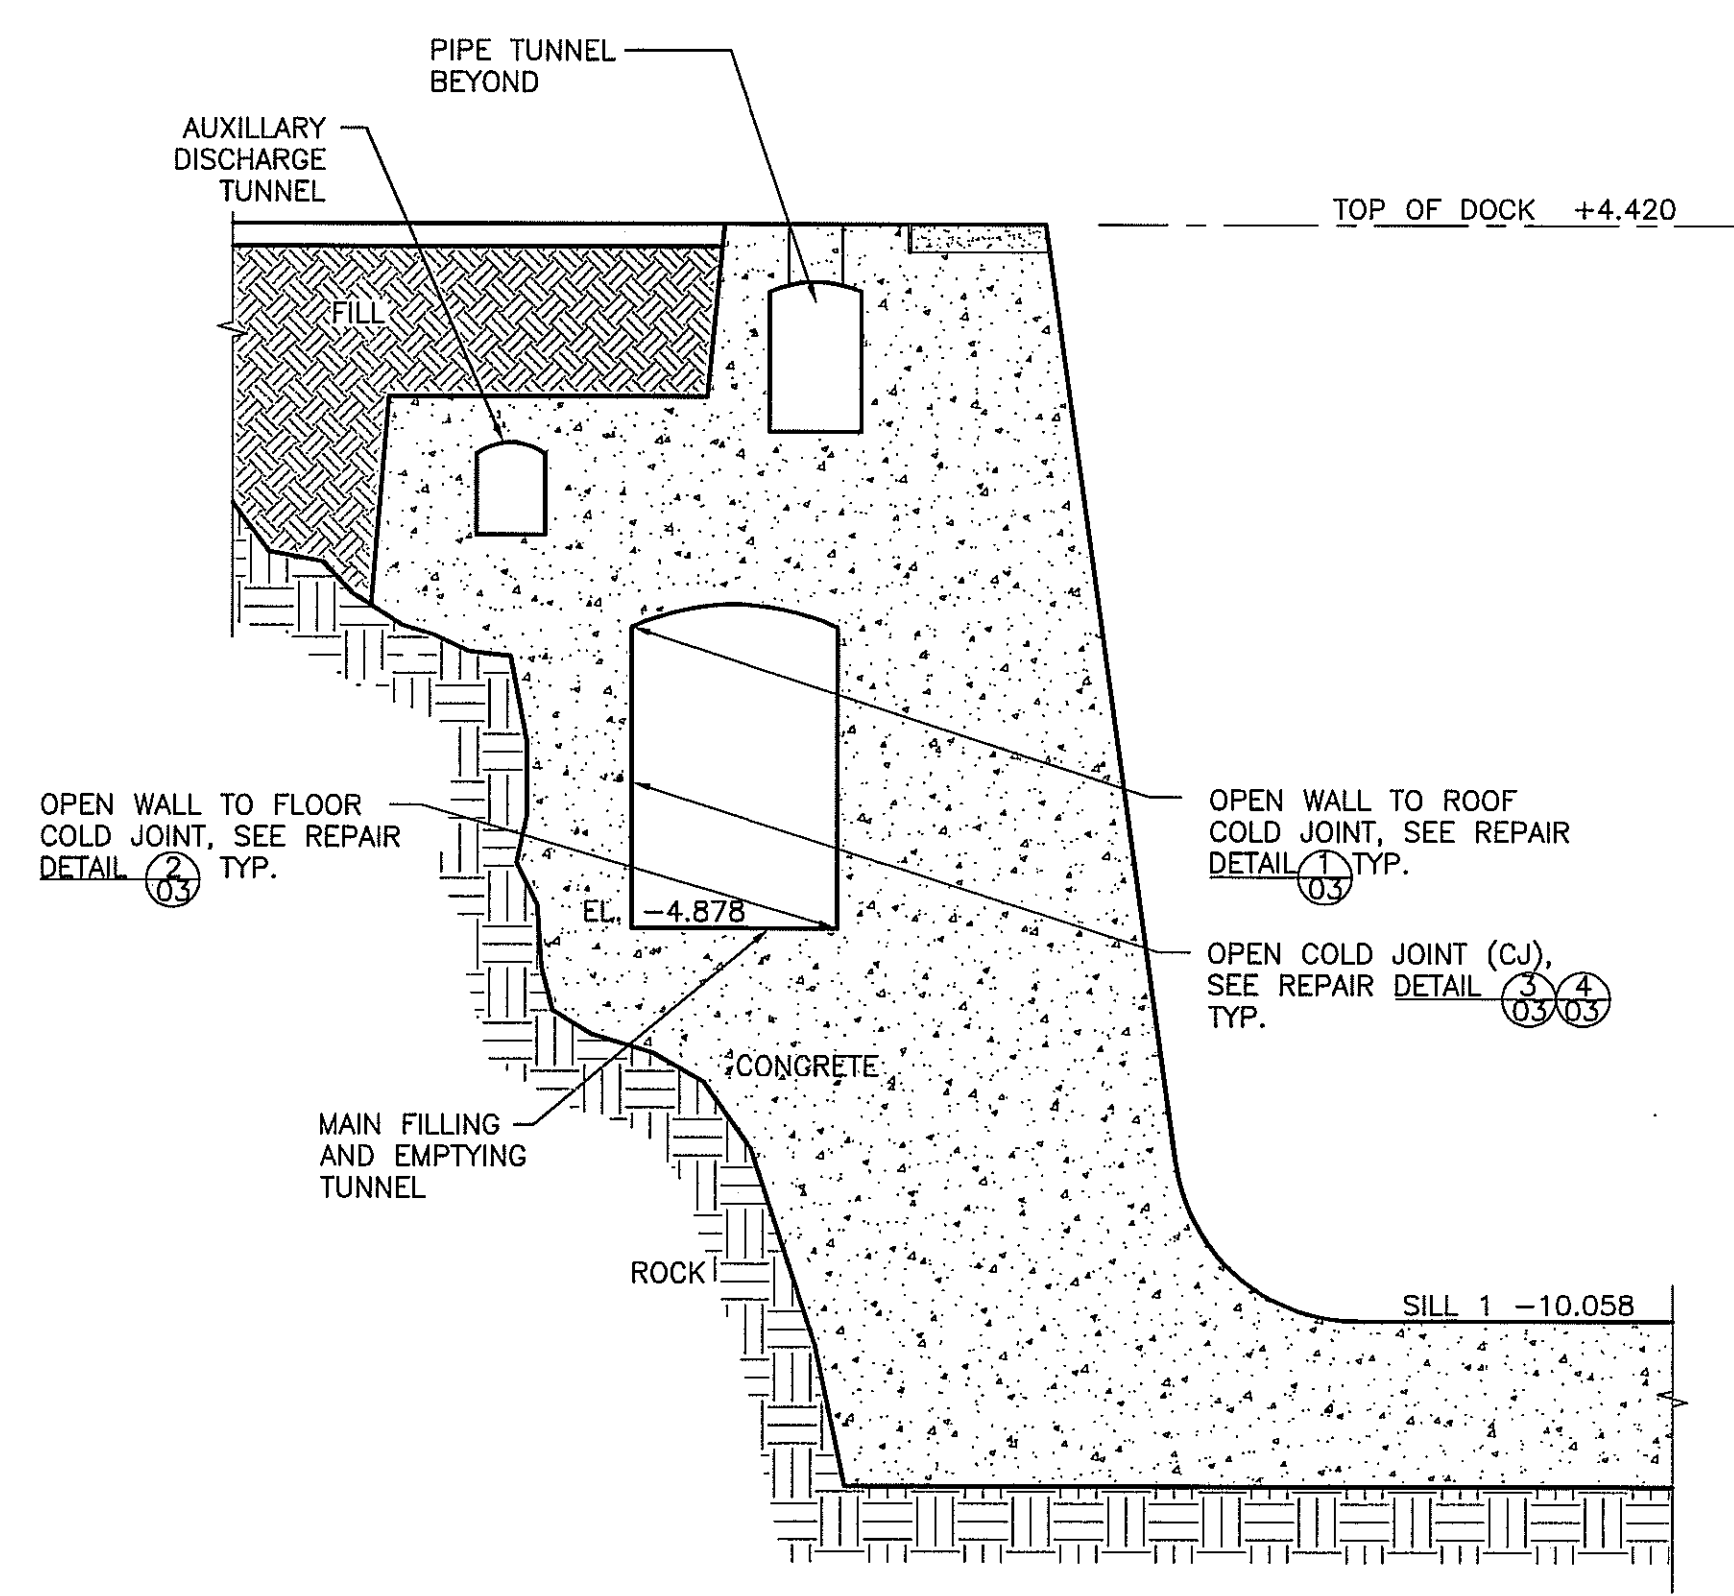 PIPE TUNNEL
BEYOND
AUXILLARY
DISCHARGE
TUNNEL
TOP OF DOCK +4.420
FILL
OPEN WALL TO FLOOR
COLD JOINT, SEE REPAIR
DETAIL 2/03 TYP.
OPEN WALL TO ROOF
COLD JOINT, SEE REPAIR
DETAIL 1/03 TYP.
EL. -4.878
OPEN COLD JOINT (CJ),
SEE REPAIR DETAIL 3/03 4/03
TYP.
CONCRETE
MAIN FILLING
AND EMPTYING
TUNNEL
ROCK
SILL 1 -10.058